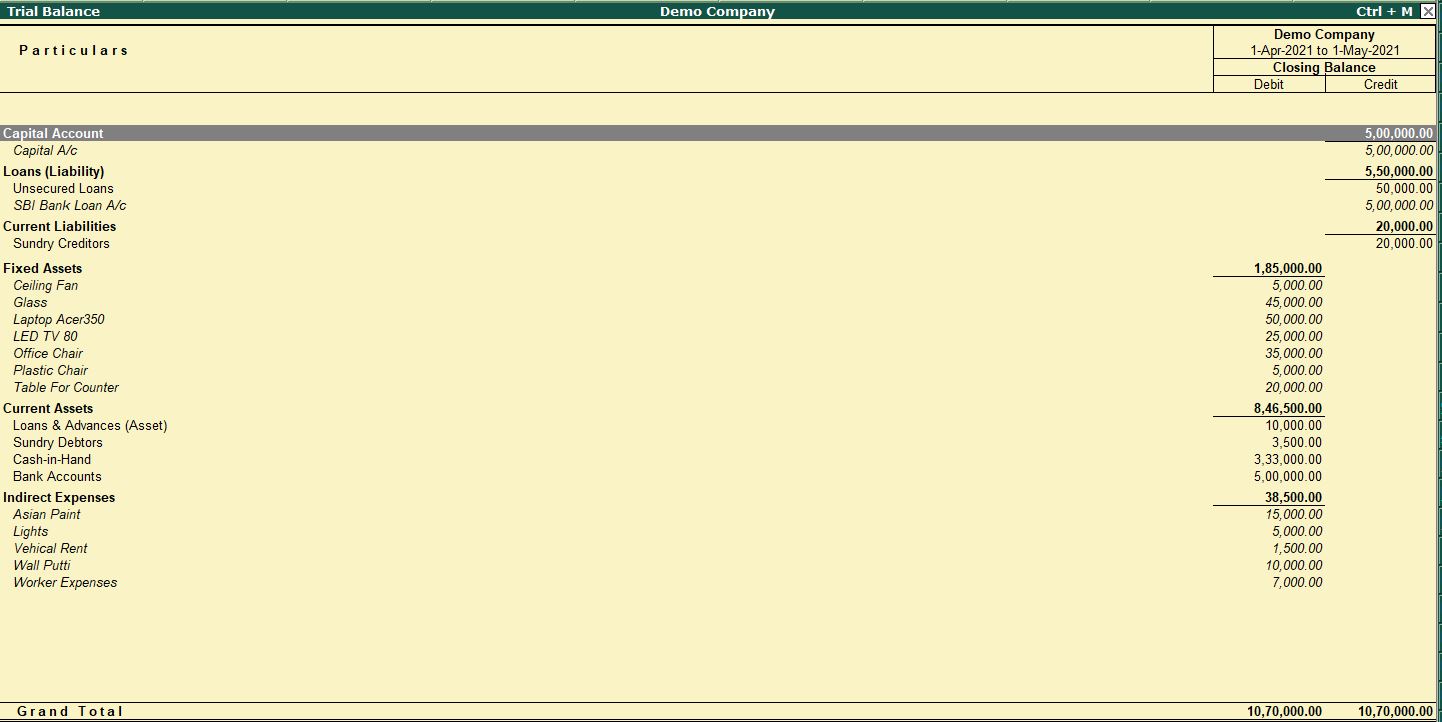 Trial Balance Demo Company Ctrl + M
Particulars Demo Company
1-Apr-2021 to 1-May-2021
Closing Balance
Debit Credit
Capital Account 5,00,000.00
Capital A/c 5,00,000.00
Loans (Liability) 5,50,000.00
Unsecured Loans 50,000.00
SBI Bank Loan A/c 5,00,000.00
Current Liabilities 20,000.00
Sundry Creditors 20,000.00
Fixed Assets 1,85,000.00
Ceiling Fan 5,000.00
Glass 45,000.00
Laptop Acer350 50,000.00
LED TV 80 25,000.00
Office Chair 35,000.00
Plastic Chair 5,000.00
Table For Counter 20,000.00
Current Assets 8,46,500.00
Loans & Advances (Asset) 10,000.00
Sundry Debtors 3,500.00
Cash-in-Hand 3,33,000.00
Bank Accounts 5,00,000.00
Indirect Expenses 38,500.00
Asian Paint 15,000.00
Lights 5,000.00
Vehical Rent 1,500.00
Wall Putti 10,000.00
Worker Expenses 7,000.00
Grand Total 10,70,000.00 10,70,000.00